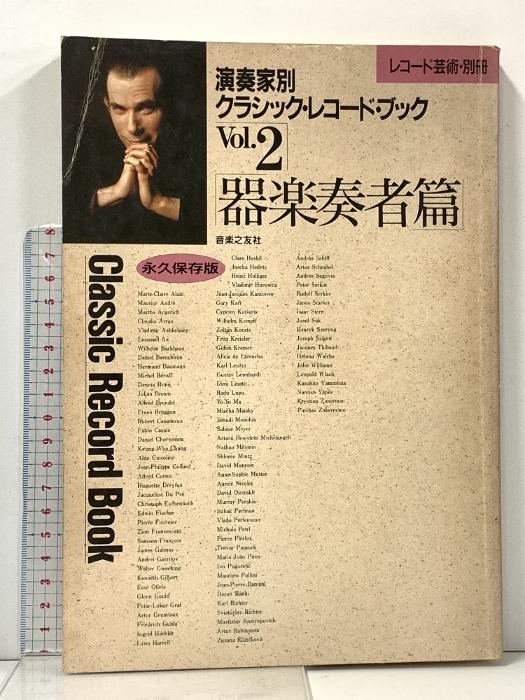 レコード芸術・別冊
演奏家別
クラシック・レコード・ブック
Vol.2
「器楽奏者篇」
音楽之友社
永久保存版
Classic Record Book
Marie-Claire Alain
Maurice André
Martha Argerich
Claudio Arrau
Vladimir Ashkenazy
Emanuel Ax
Wilhelm Backhaus
Daniel Barenboim
Hermann Baumann
Michel Béroff
Dennis Brain
Julian Bream
Alfred Brendel
Frans Brüggen
Robert Casadesus
Pablo Casals
Daniel Chorzempa
Kyung-Wha Chung
Aldo Ciccolini
Jean-Philippe Collard
Alfred Cortot
Huguette Dreyfus
Jacqueline Du Pré
Christoph Eschenbach
Edwin Fischer
Pierre Fournier
Zino Francescatti
Samson François
James Galway
Andrei Gavrilov
Walter Gieseking
Kenneth Gilbert
Emil Gilels
Glenn Gould
Peter-Lukas Graf
Arthur Grumiaux
Friedrich Gulda
Ingrid Haebler
Lynn Harrell
Clara Haskil
Jascha Heifetz
Heinz Holliger
Vladimir Horowitz
Jean-Jacques Kantorow
Gary Karr
Cyprien Katsaris
Wilhelm Kempff
Zoltán Kocsis
Fritz Kreisler
Gidon Kremer
Alicia de Larrocha
Karl Leister
Gustav Leonhardt
Dinu Lipatti
Radu Lupu
Yo-Yo Ma
Mischa Maisky
Yehudi Menuhin
Sabine Meyer
Arturo Benedetti Michelangeli
Nathan Milstein
Shlomo Mintz
David Munrow
Anne-Sophie Mutter
Aurèle Nicolet
David Oistrakh
Murray Perahia
Itzhak Perlman
Vlado Perlemuter
Michala Petri
Pierre Pierlot
Trevor Pinnock
Maria João Pires
Ivo Pogorelić
Maurizio Pollini
Jean-Pierre Rampal
Dezső Ránki
Karl Richter
Sviatoslav Richter
Mstislav Rostropovich
Artur Rubinstein
Zuzana Růžičková
András Schiff
Artur Schnabel
Andrés Segovia
Peter Serkin
Rudolf Serkin
János Starker
Isaac Stern
Josef Suk
Henryk Szeryng
Joseph Szigeti
Jacques Thibaud
Helmut Walcha
John Williams
Leopold Wlach
Kazuhito Yamashita
Narciso Yepes
Krystian Zimerman
Pinchas Zukerman